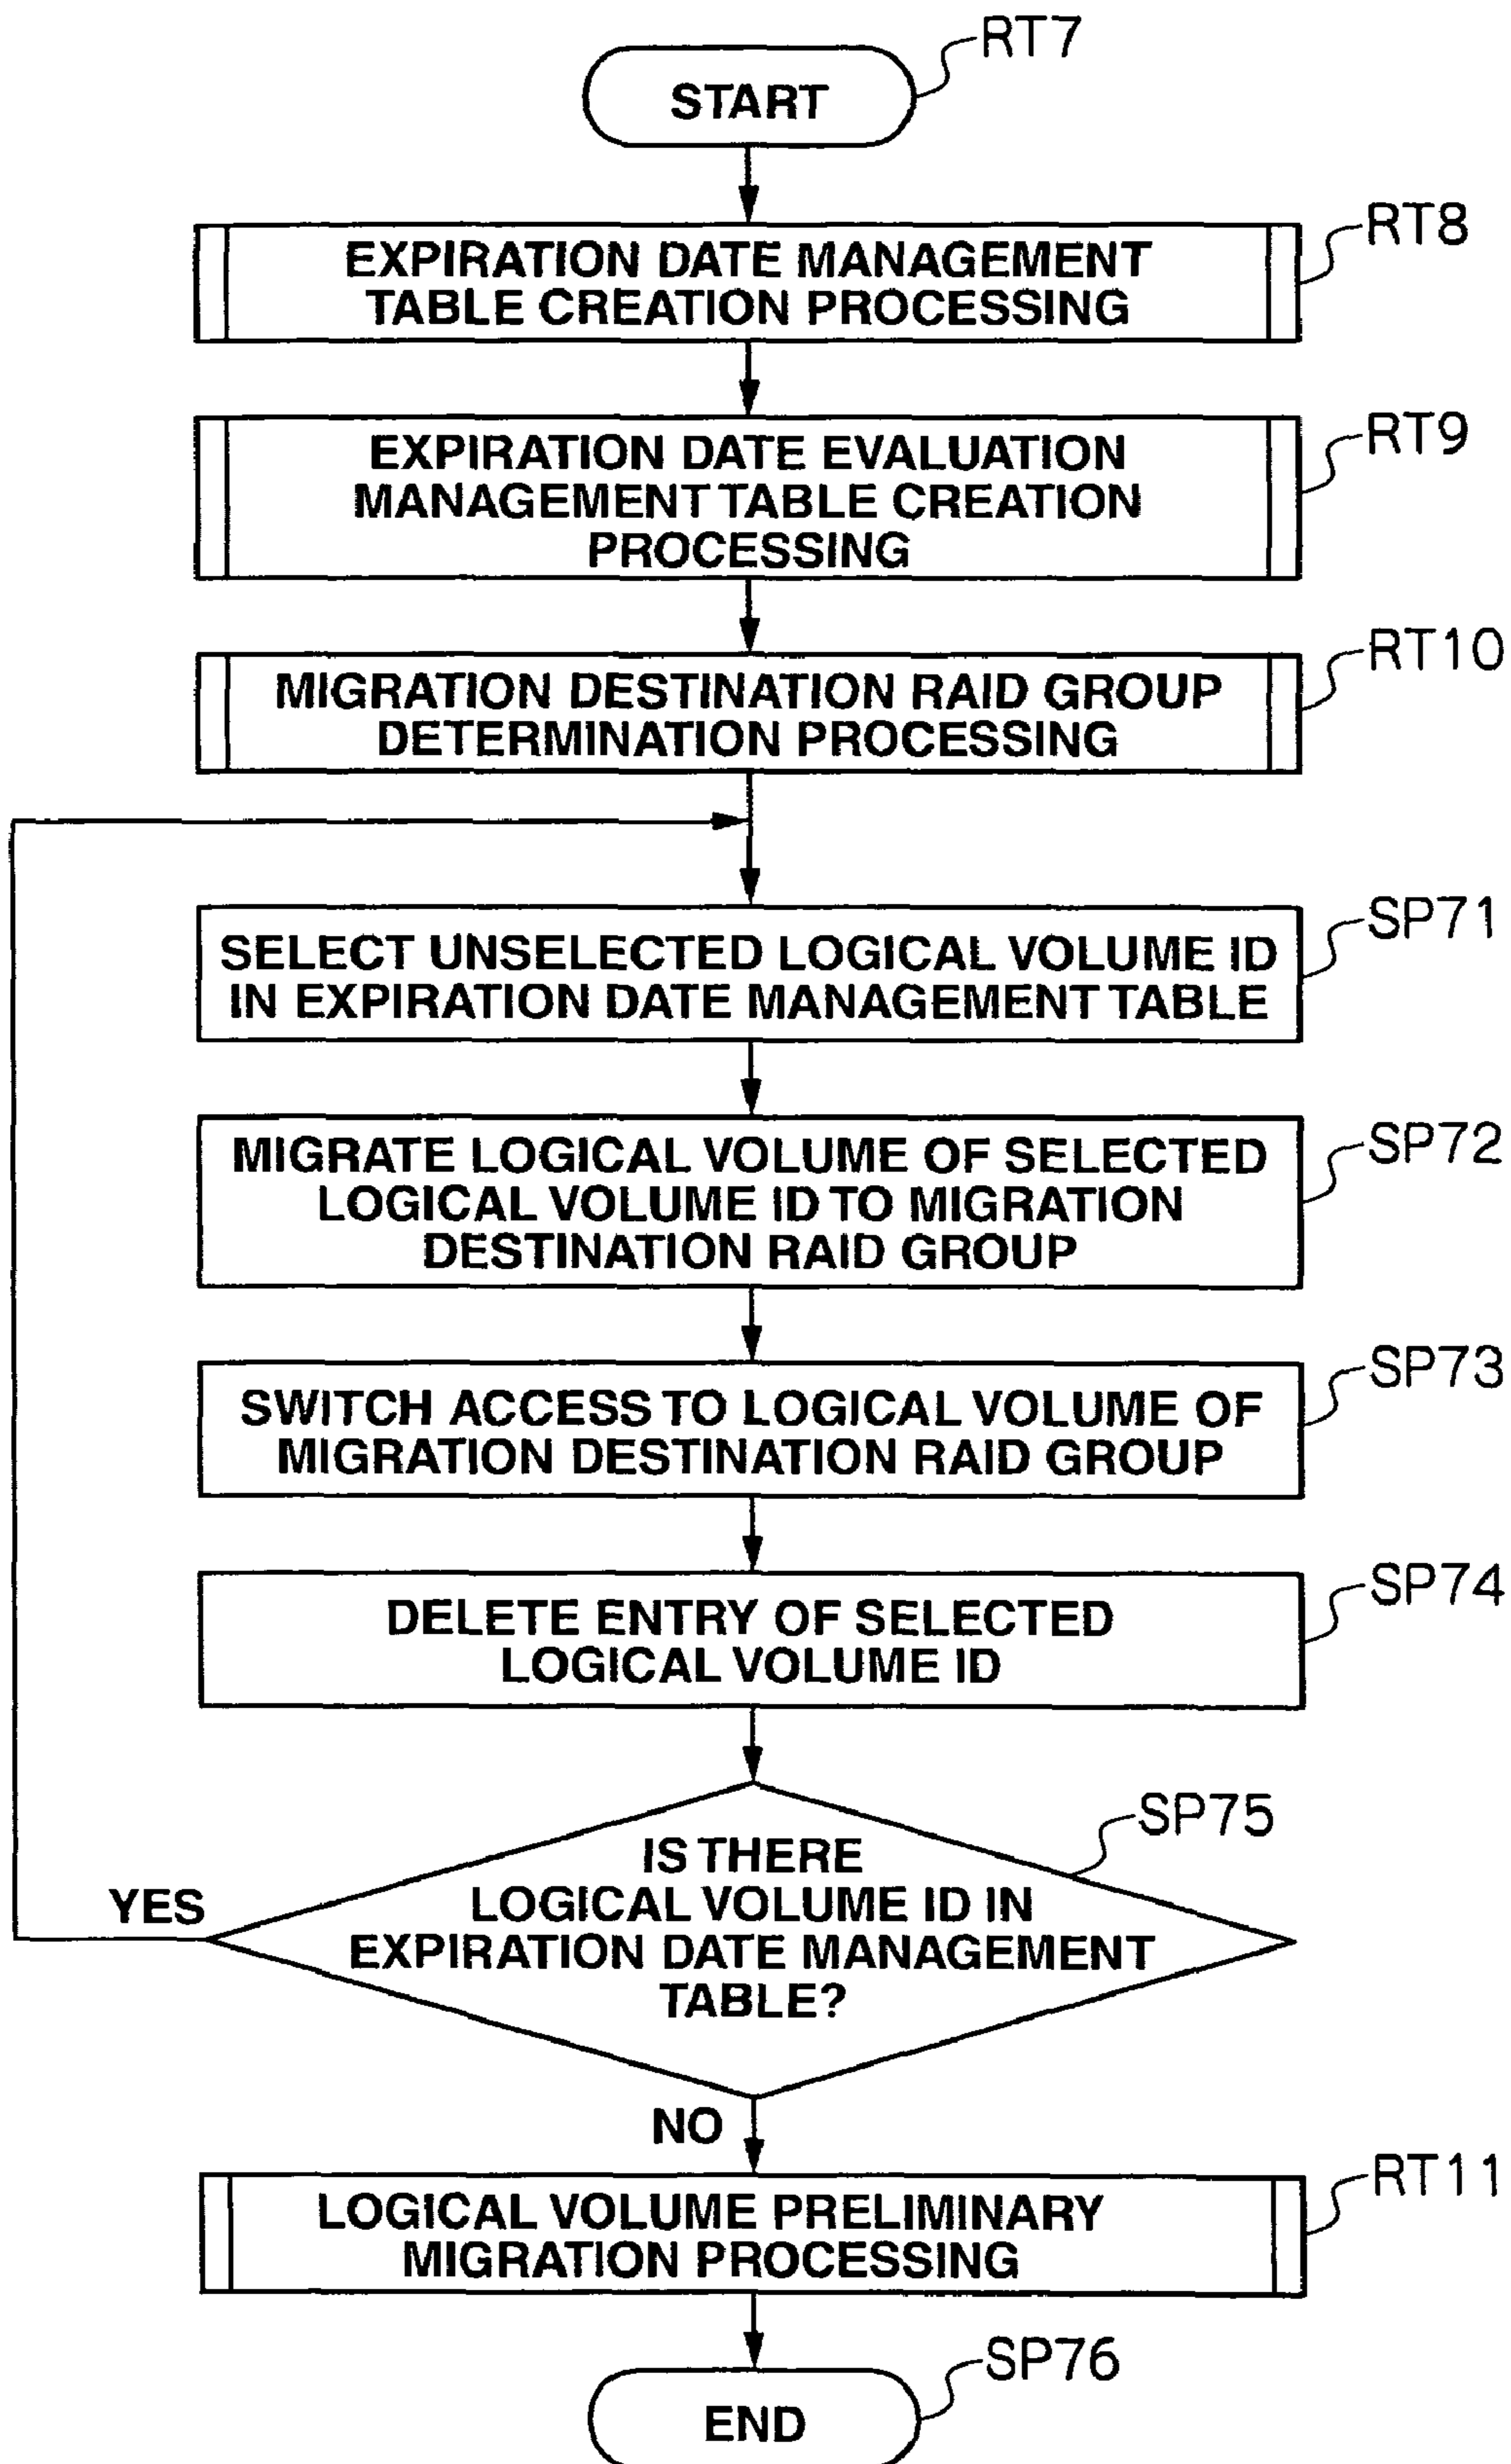 RT7
START
RT8
EXPIRATION DATE MANAGEMENT
TABLE CREATION PROCESSING
RT9
EXPIRATION DATE EVALUATION
MANAGEMENT TABLE CREATION
PROCESSING
RT10
MIGRATION DESTINATION RAID GROUP
DETERMINATION PROCESSING
SP71
SELECT UNSELECTED LOGICAL VOLUME ID
IN EXPIRATION DATE MANAGEMENT TABLE
SP72
MIGRATE LOGICAL VOLUME OF SELECTED
LOGICAL VOLUME ID TO MIGRATION
DESTINATION RAID GROUP
SP73
SWITCH ACCESS TO LOGICAL VOLUME OF
MIGRATION DESTINATION RAID GROUP
SP74
DELETE ENTRY OF SELECTED
LOGICAL VOLUME ID
SP75
IS THERE
LOGICAL VOLUME ID IN
EXPIRATION DATE MANAGEMENT
TABLE?
YES
NO
RT11
LOGICAL VOLUME PRELIMINARY
MIGRATION PROCESSING
SP76
END